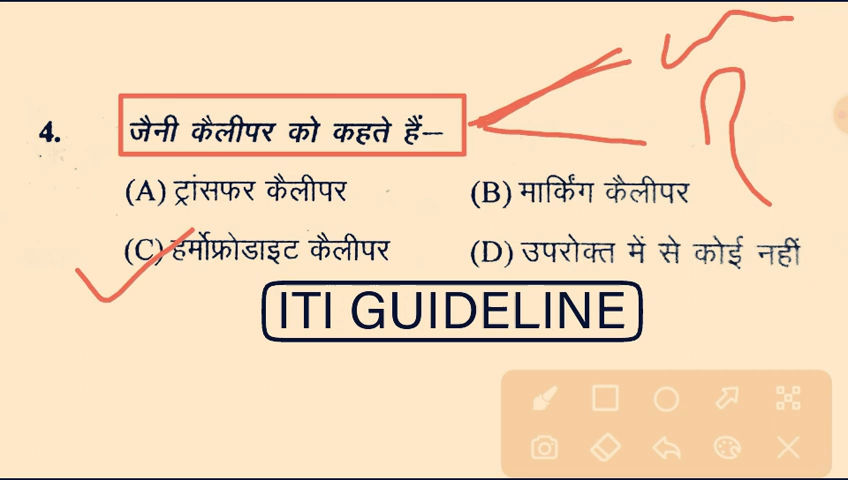 4. जैनी कैलीपर को कहते हैं—
(A) ट्रांसफर कैलीपर (B) मार्किंग कैलीपर
(C) हर्मोफ्रोडाइट कैलीपर (D) उपरोक्त में से कोई नहीं
ITI GUIDELINE